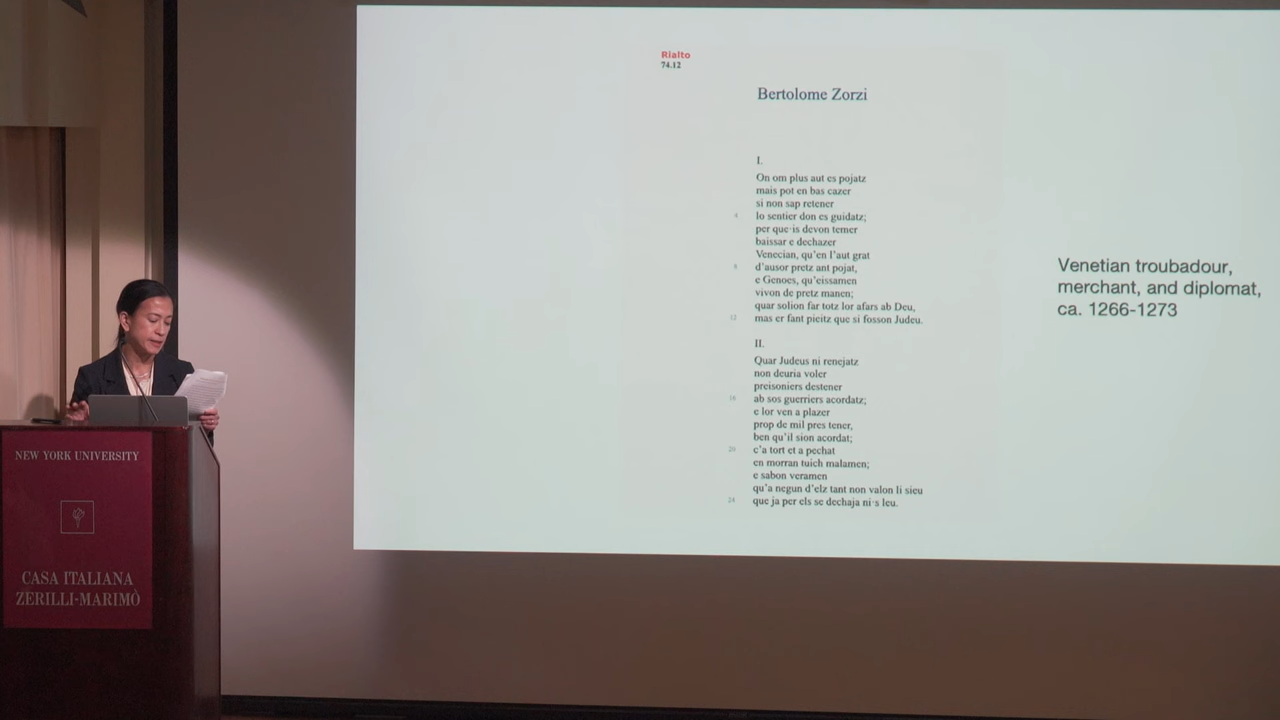 Rialto
74.12
Bertolome Zorzi
I.
On om plus aut es pojatz
mais pot en bas cazer
si non sap retener
4 lo sentier don es guidatz;
per que·is devon temer
baissar e dechazer
Venecian, qu'en l'aut grat
8 d'ausor pretz ant pojat,
e Genoes, qu'eissamen
vivon de pretz manen;
quar solion far totz lor afars ab Deu,
12 mas er fant pieitz que si fosson Judeu.
II.
Quar Judeus ni renejatz
non deuria voler
preisoniers destener
16 ab sos guerriers acordatz;
e lor ven a plazer
prop de mil pres tener,
ben qu'il sion acordat;
20 c'a tort et a pechat
en morran tuich malamen;
e sabon veramen
qu'a negun d'elz tant non valon li sieu
24 que ja per els se dechaja ni·s leu.
Venetian troubadour,
merchant, and diplomat,
ca. 1266-1273
NEW YORK UNIVERSITY
CASA ITALIANA
ZERILLI-MARIMÒ